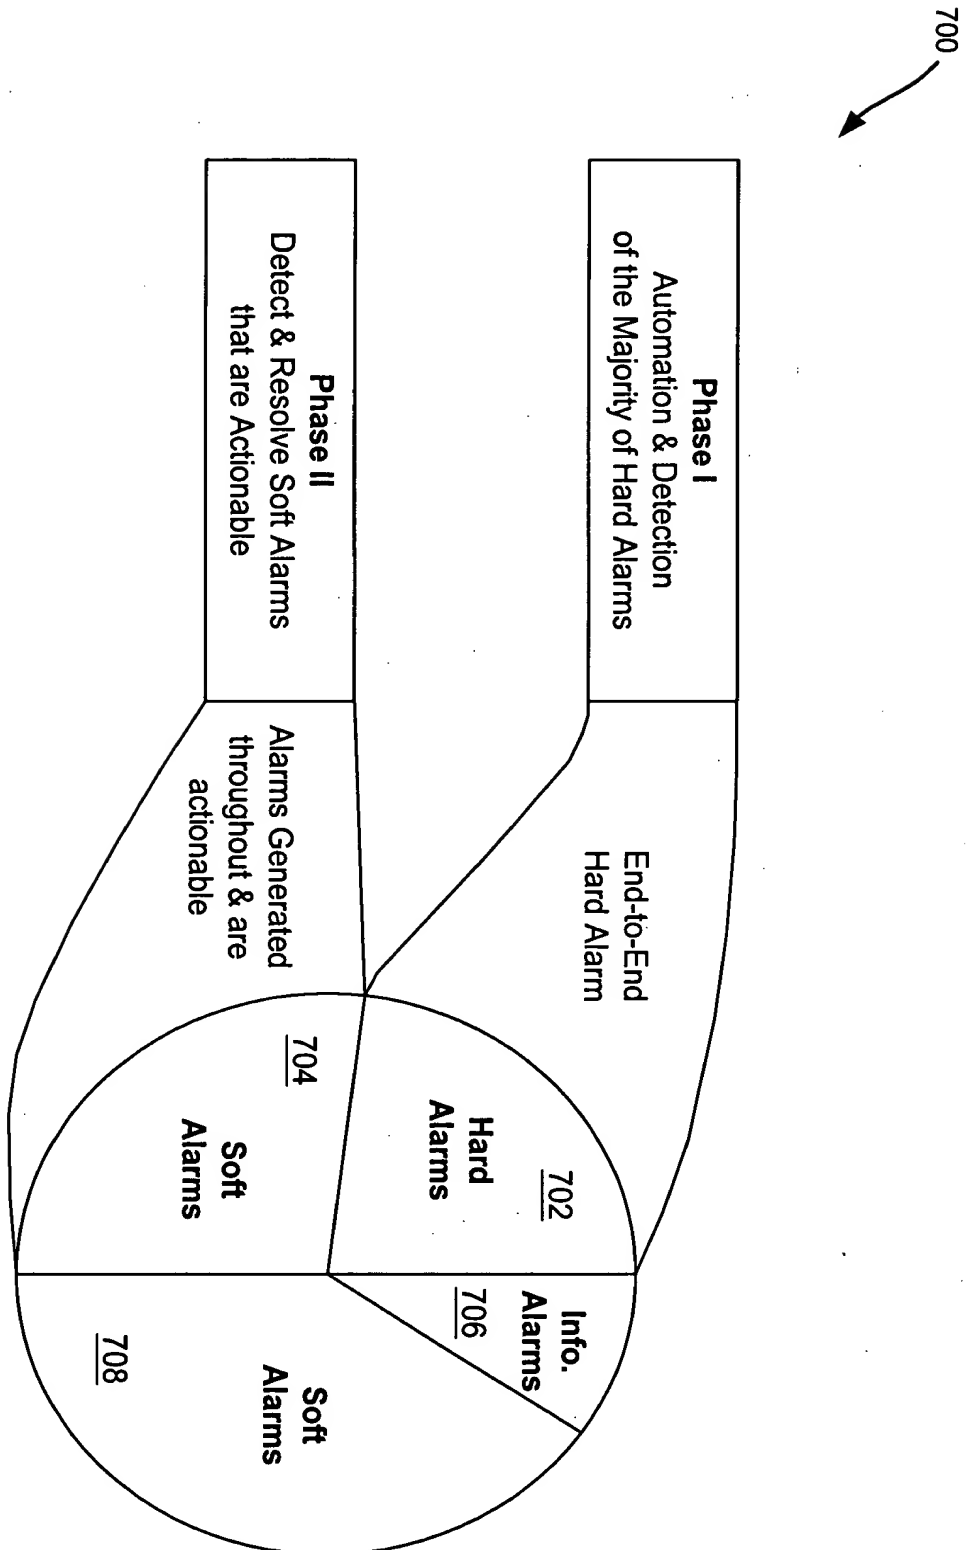 700
Phase I
Automation & Detection
of the Majority of Hard Alarms
End-to-End
Hard Alarm
Phase II
Detect & Resolve Soft Alarms
that are Actionable
Alarms Generated
throughout & are
actionable
702
Hard
Alarms
704
Soft
Alarms
Info.
Alarms
706
Soft
Alarms
708